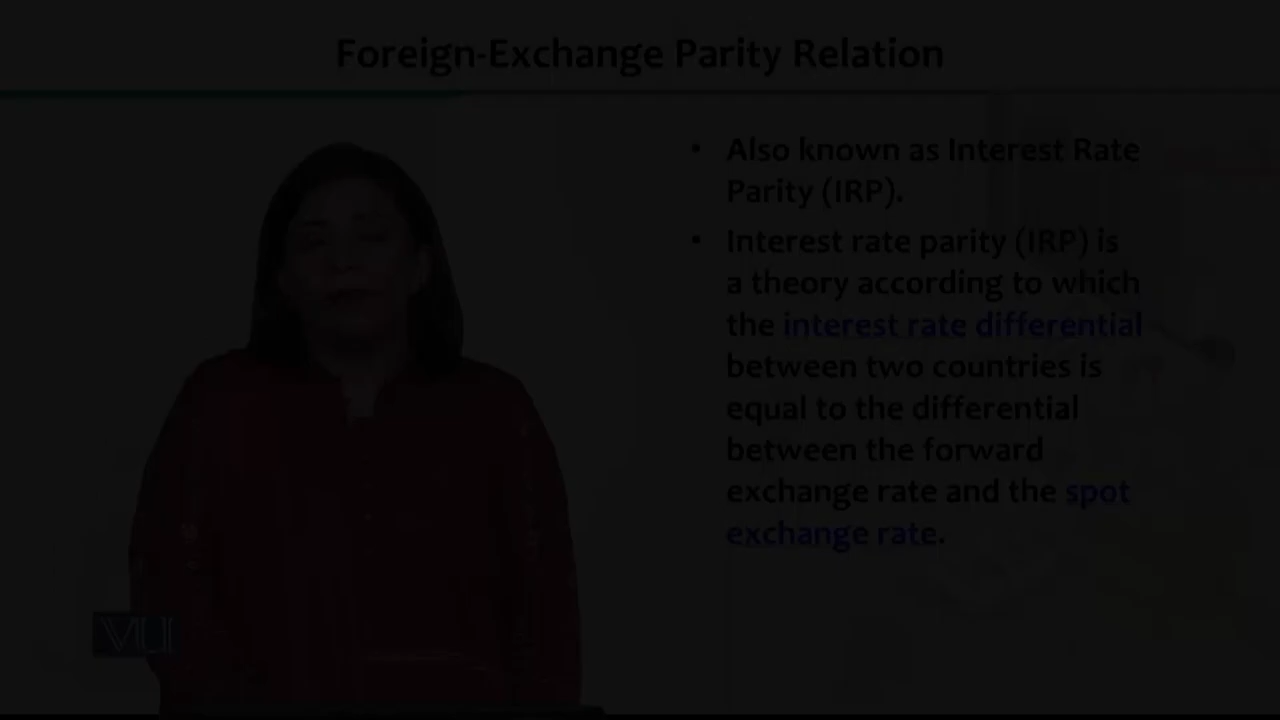 Foreign-Exchange Parity Relation
• Also known as Interest Rate
Parity (IRP).
• Interest rate parity (IRP) is
a theory according to which
the interest rate differential
between two countries is
equal to the differential
between the forward
exchange rate and the spot
exchange rate.
VU